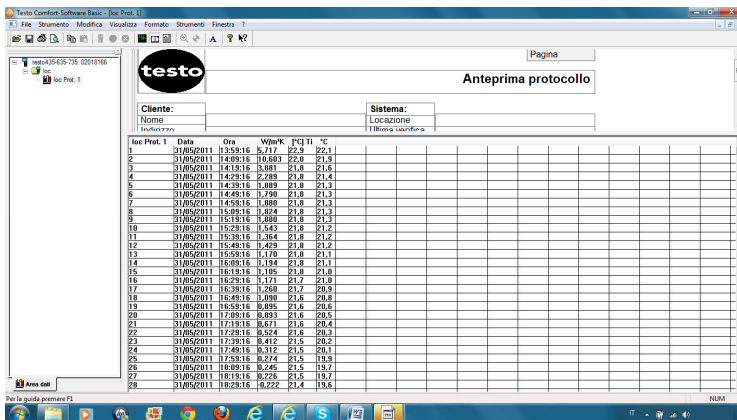 Testo Comfort-Software Basic - [loc Prot. 1]
File Strumento Modifica Visualizza Formato Strumenti Finestra ?
testo435-635-735: 02018166
loc
loc Prot. 1
Pagina
testo
Anteprima protocollo
Cliente: Sistema:
Nome Locazione
Indirizzo Ultima verifica
loc Prot. 1 Data Ora W/m²K [°C] Ti °C
1 31/05/2011 13:59:16 5,717 22,9 22,1
2 31/05/2011 14:09:16 10,603 22,0 21,9
3 31/05/2011 14:19:16 3,881 21,8 21,6
4 31/05/2011 14:29:16 2,289 21,8 21,4
5 31/05/2011 14:39:16 1,889 21,8 21,3
6 31/05/2011 14:49:16 1,790 21,8 21,3
7 31/05/2011 14:59:16 1,880 21,8 21,3
8 31/05/2011 15:09:16 1,824 21,8 21,3
9 31/05/2011 15:19:16 1,880 21,8 21,3
10 31/05/2011 15:29:16 1,543 21,8 21,2
11 31/05/2011 15:39:16 1,364 21,8 21,2
12 31/05/2011 15:49:16 1,429 21,8 21,2
13 31/05/2011 15:59:16 1,170 21,8 21,1
14 31/05/2011 16:09:16 1,194 21,8 21,1
15 31/05/2011 16:19:16 1,105 21,8 21,0
16 31/05/2011 16:29:16 1,171 21,7 21,0
17 31/05/2011 16:39:16 1,260 21,7 20,9
18 31/05/2011 16:49:16 1,090 21,6 20,8
19 31/05/2011 16:59:16 0,895 21,6 20,6
20 31/05/2011 17:09:16 0,893 21,6 20,5
21 31/05/2011 17:19:16 0,671 21,6 20,4
22 31/05/2011 17:29:16 0,524 21,6 20,3
23 31/05/2011 17:39:16 0,412 21,5 20,2
24 31/05/2011 17:49:16 0,312 21,5 20,1
25 31/05/2011 17:59:16 0,274 21,5 19,9
26 31/05/2011 18:09:16 0,245 21,5 19,7
27 31/05/2011 18:19:16 0,226 21,5 19,7
28 31/05/2011 18:29:16 -0,222 21,4 19,6
Area dati
Per la guida premere F1 NUM
IT